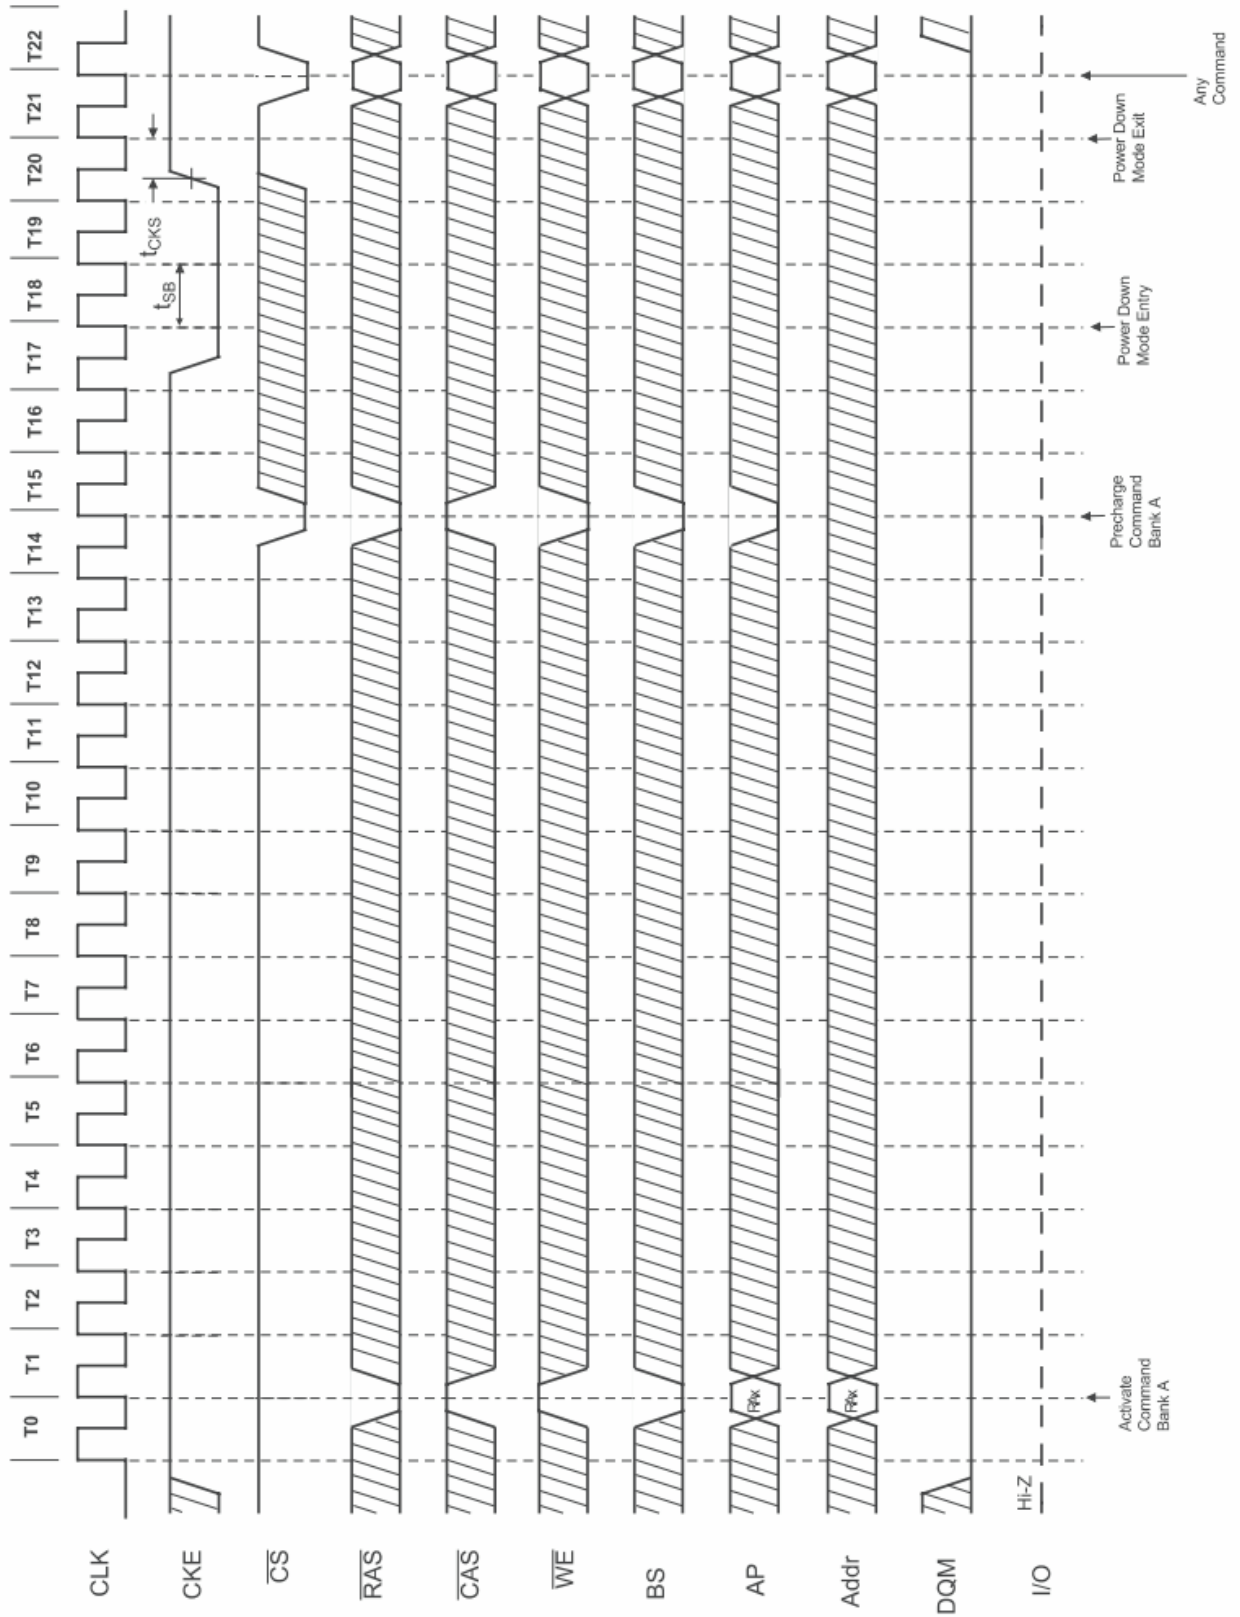 T0 T1 T2 T3 T4 T5 T6 T7 T8 T9 T10 T11 T12 T13 T14 T15 T16 T17 T18 T19 T20 T21 T22
CLK
CKE
tSB
tCKS
CS
RAS
CAS
WE
BS
AP
RAx
Addr
RAx
DQM
I/O
Hi-Z
Activate
Command
Bank A
Precharge
Command
Bank A
Power Down
Mode Entry
Power Down
Mode Exit
Any
Command